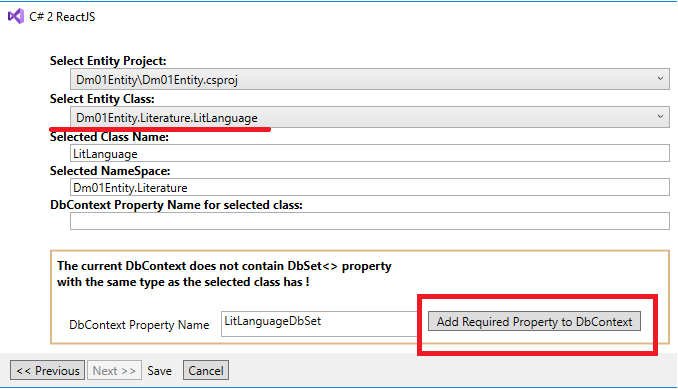 C# 2 ReactJS
Select Entity Project:
Dm01Entity\Dm01Entity.csproj
Select Entity Class:
Dm01Entity.Literature.LitLanguage
Selected Class Name:
LitLanguage
Selected NameSpace:
Dm01Entity.Literature
DbContext Property Name for selected class:
The current DbContext does not contain DbSet<> property
with the same type as the selected class has !
DbContext Property Name LitLanguageDbSet Add Required Property to DbContext
<< Previous Next >> Save Cancel